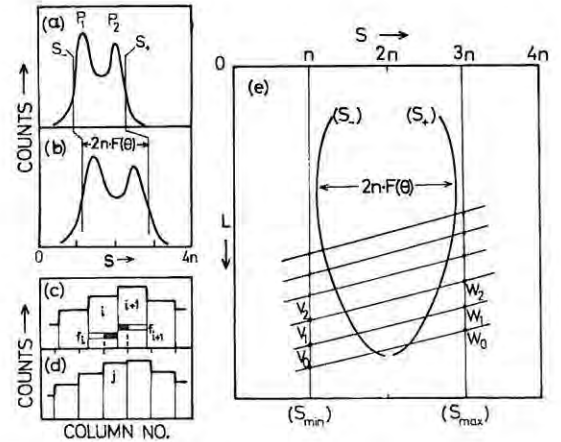 (a)
P1 P2
S- S+
(b)
2n·F(θ)
0 S→ 4n
COUNTS →
(c)
i i+1
fi fi+1
(d)
j
COUNTS →
COLUMN NO.
S →
0 n 2n 3n 4n
(e)
(S-) (S+)
2n·F(θ)
L →
V2 W2
V1 W1
V0 W0
(Smin) (Smax)